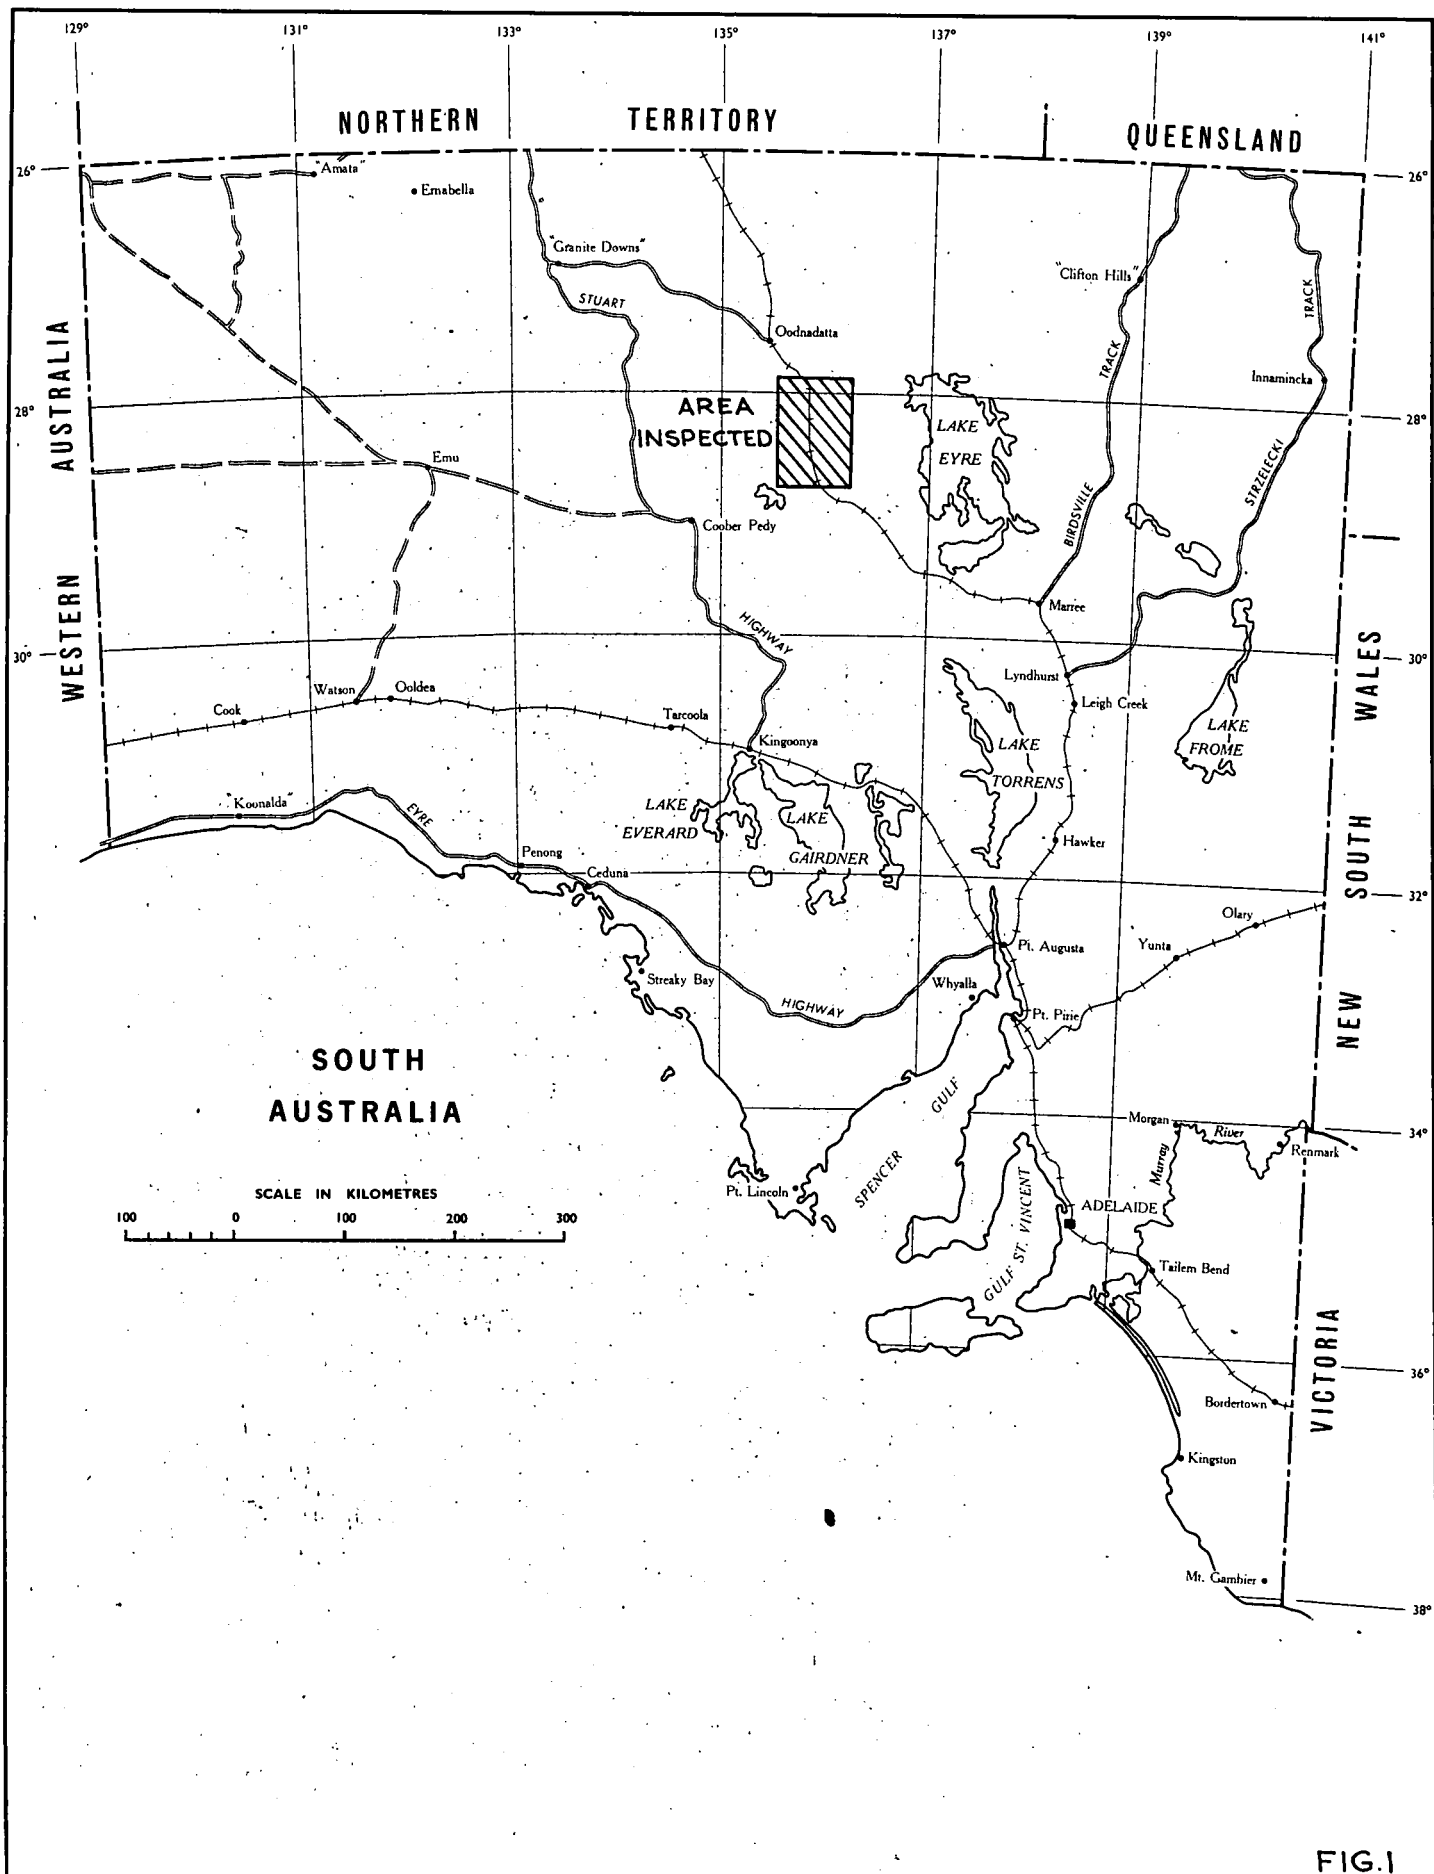 129° 131° 133° 135° 137° 139° 141°
NORTHERN TERRITORY
QUEENSLAND
26°
"Amata"
26°
Ernabella
"Granite Downs"
"Clifton Hills"
STUART
TRACK
AUSTRALIA
Oodnadatta
TRACK
Innamincka
28°
AREA
INSPECTED
LAKE
EYRE
28°
Emu
STRZELECKI
BIRDSVILLE
Coober Pedy
WESTERN
Marree
HIGHWAY
30°
30°
WALES
Lyndhurst
Watson
Ooldea
Leigh Creek
Cook
Tarcoola
LAKE
FROME
Kingoonya
LAKE
TORRENS
"Koonalda"
EYRE
LAKE
EVERARD
LAKE
GAIRDNER
Hawker
Penong
Ceduna
SOUTH
32°
Olary
Yunta
Pt. Augusta
Streaky Bay
Whyalla
HIGHWAY
Pt. Pirie
NEW
SOUTH
AUSTRALIA
GULF
SPENCER
Morgan
River
34°
Renmark
Murray
SCALE IN KILOMETRES
100 0 100 200 300
Pt. Lincoln
GULF ST. VINCENT
ADELAIDE
Tailem Bend
VICTORIA
36°
Bordertown
Kingston
Mt. Gambier
38°
FIG.1